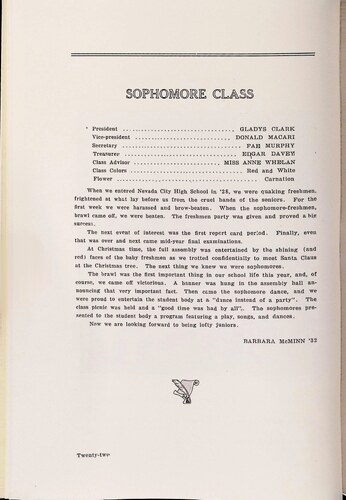 SOPHOMORE CLASS
President ................................ GLADYS CLARK
Vice-president ............................ DONALD MACARI
Secretary ................................ FAE MURPHY
Treasurer ................................ EDGAR DAVEY
Class Advisor ........................ MISS ANNE WHELAN
Class Colors ................................ Red and White
Flower ................................ Carnation
When we entered Nevada City High School in '28, we were quaking freshmen,
frightened at what lay before us from the cruel hands of the seniors. For the
first week we were harassed and brow-beaten. When the sophomore-freshmen,
brawl came off, we were beaten. The freshmen party was given and proved a big
success.
The next event of interest was the first report card period. Finally, even
that was over and next came mid-year final examinations.
At Christmas time, the full assembly was entertained by the shining (and
red) faces of the baby freshmen as we trotted confidentially to meet Santa Claus
at the Christmas tree. The next thing we knew we were sophomores.
The brawl was the first important thing in our school life this year, and, of
course, we came off victorious. A banner was hung in the assembly hall an-
nouncing that very important fact. Then came the sophomore dance, and we
were proud to entertain the student body at a "dance instead of a party". The
class picnic was held and a "good time was had by all". The sophomores pre-
sented to the student body a program featuring a play, songs, and dances.
Now we are looking forward to being lofty juniors.
BARBARA McMINN '32
Twenty-two